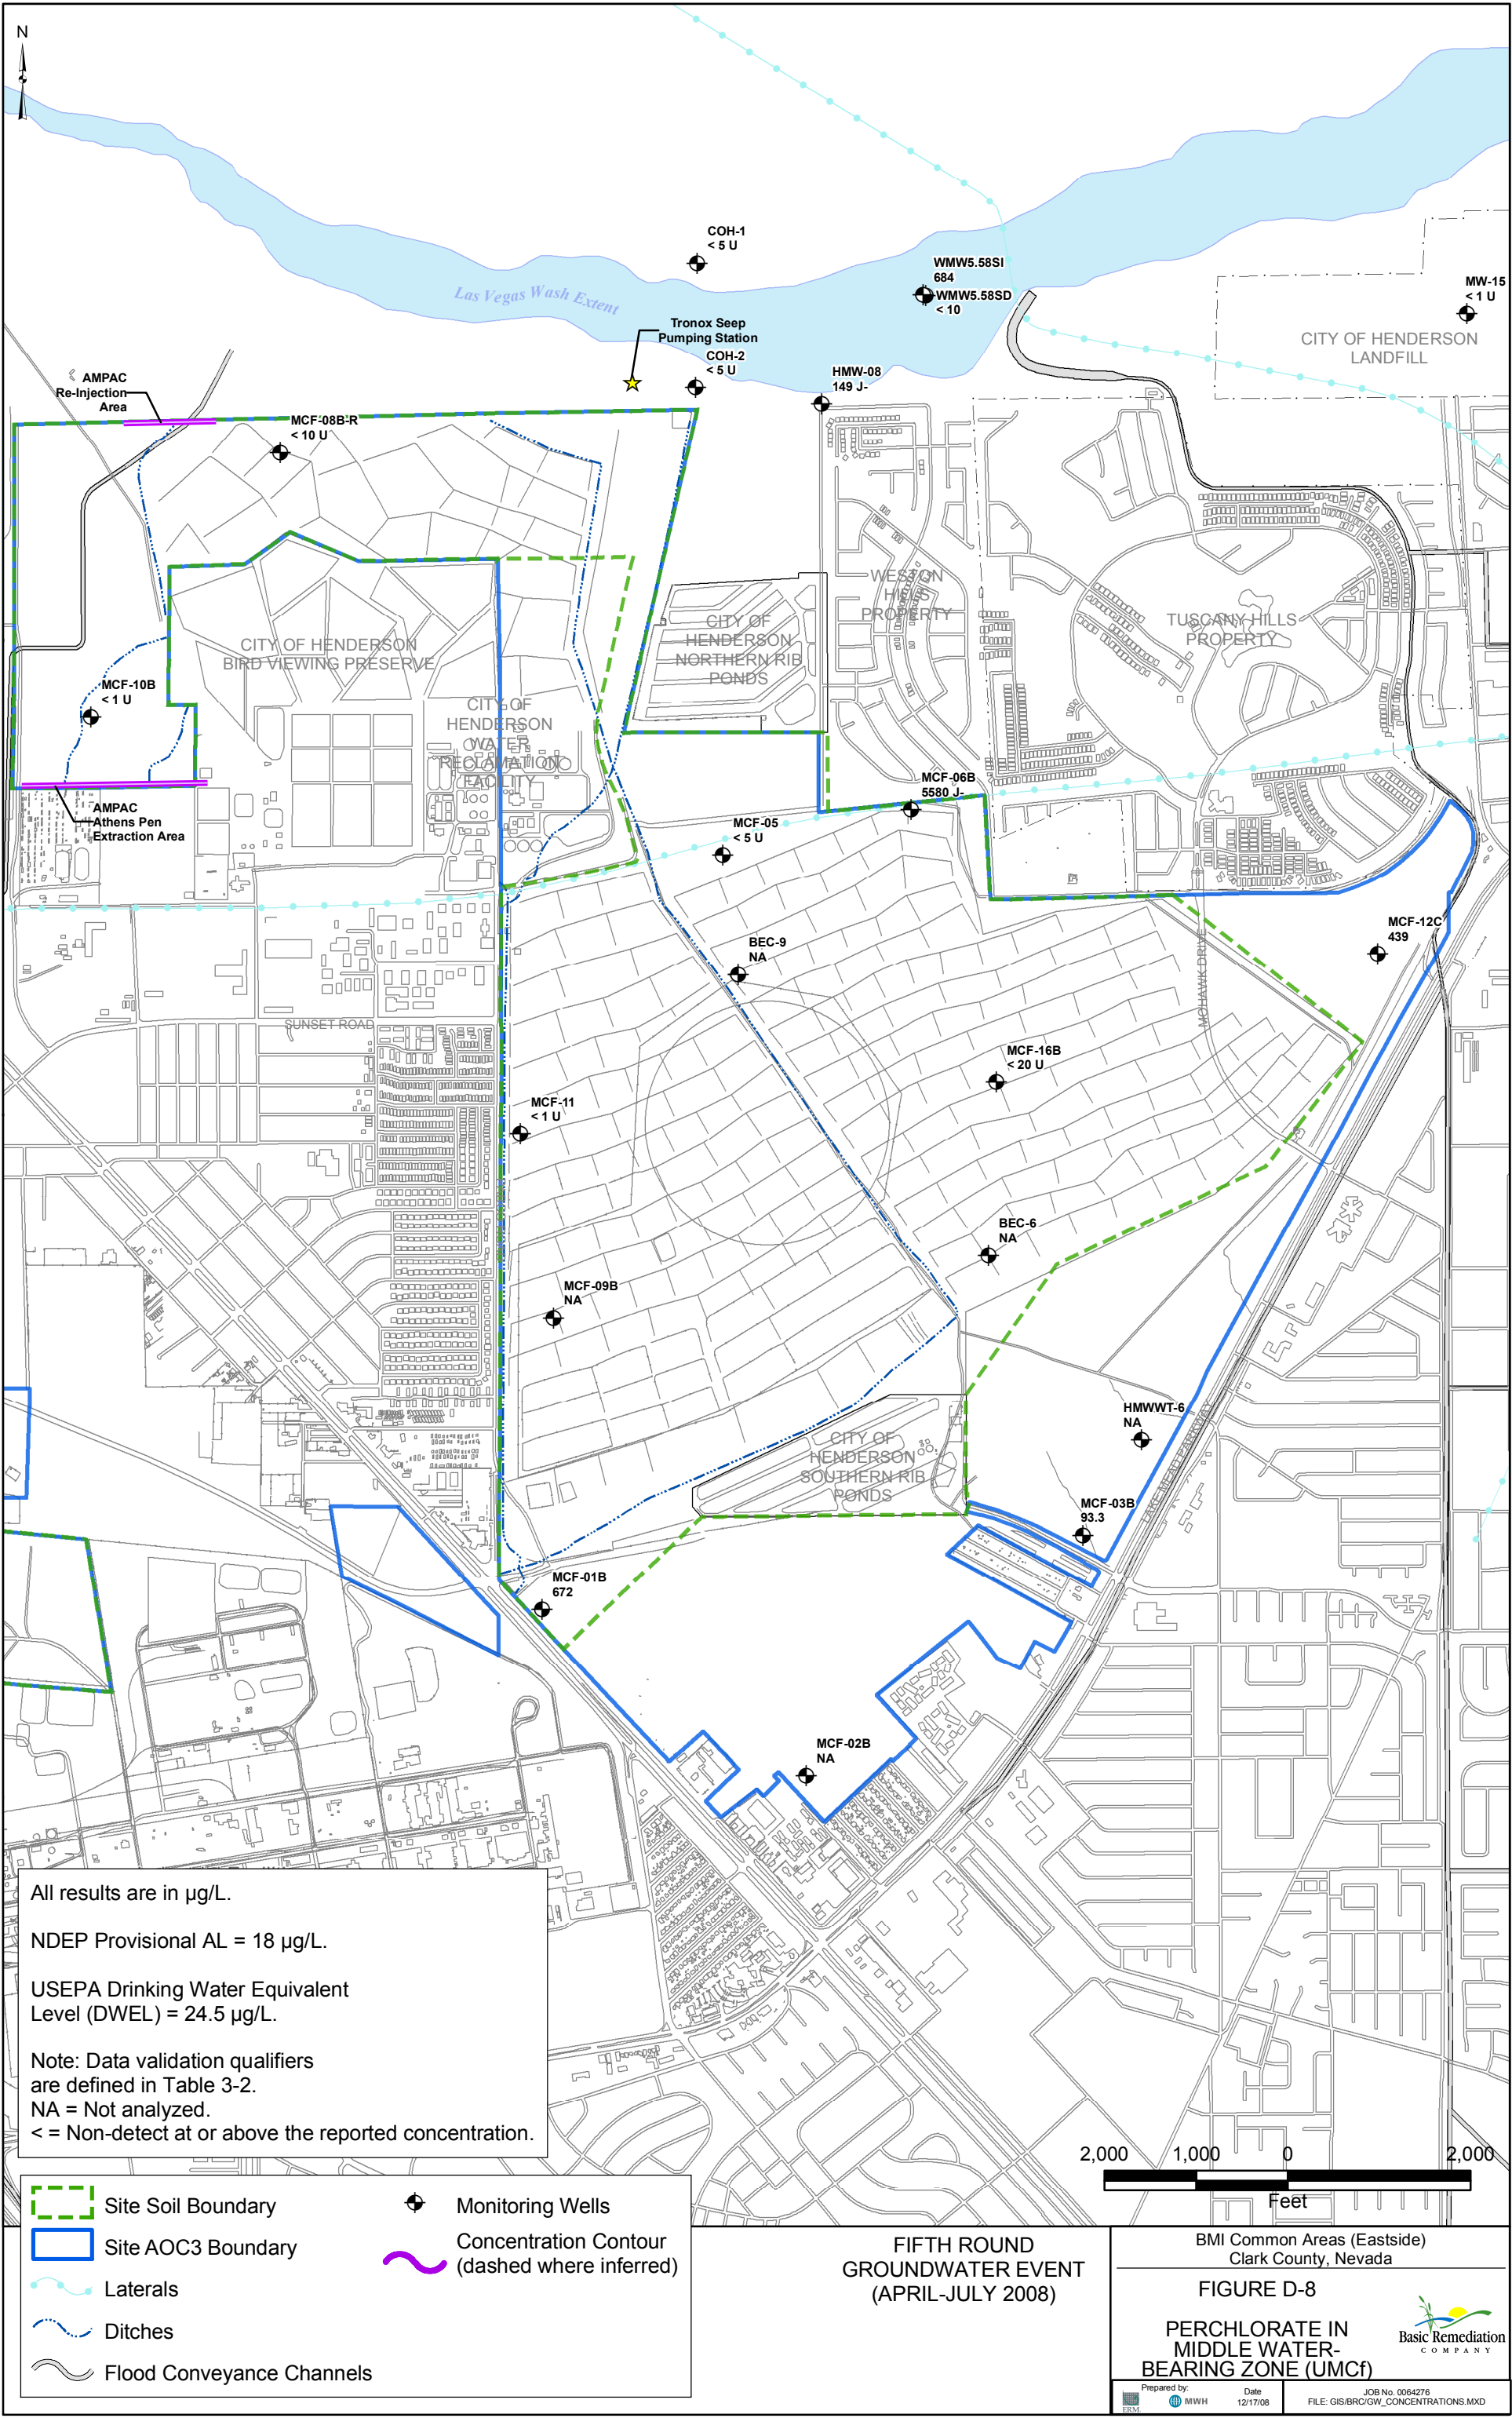 N
COH-1
< 5 U
WMW5.58SI
684
WMW5.58SD
< 10
MW-15
< 1 U
Las Vegas Wash Extent
Tronox Seep
Pumping Station
COH-2
< 5 U
CITY OF HENDERSON
LANDFILL
HMW-08
149 J-
AMPAC
Re-Injection
Area
MCF-08B-R
< 10 U
WESTON
HILLS
PROPERTY
CITY OF
HENDERSON
NORTHERN RIB
PONDS
TUSCANY HILLS
PROPERTY
CITY OF HENDERSON
BIRD VIEWING PRESERVE
MCF-10B
< 1 U
CITY OF
HENDERSON
WATER
RECLAMATION
FACILITY
MCF-06B
5580 J-
AMPAC
Athens Pen
Extraction Area
MCF-05
< 5 U
MCF-12C
439
BEC-9
NA
MOHAWK DRIVE
SUNSET ROAD
MCF-16B
< 20 U
MCF-11
< 1 U
BEC-6
NA
MCF-09B
NA
HMWWT-6
NA
LAKE MEAD PARKWAY
CITY OF
HENDERSON
SOUTHERN RIB
PONDS
MCF-03B
93.3
MCF-01B
672
MCF-02B
NA
All results are in µg/L.
NDEP Provisional AL = 18 µg/L.
USEPA Drinking Water Equivalent
Level (DWEL) = 24.5 µg/L.
Note: Data validation qualifiers
are defined in Table 3-2.
NA = Not analyzed.
< = Non-detect at or above the reported concentration.
2,000 1,000 0 2,000
Feet
Site Soil Boundary
Site AOC3 Boundary
Laterals
Ditches
Flood Conveyance Channels
Monitoring Wells
Concentration Contour
(dashed where inferred)
FIFTH ROUND
GROUNDWATER EVENT
(APRIL-JULY 2008)
BMI Common Areas (Eastside)
Clark County, Nevada
FIGURE D-8
PERCHLORATE IN
MIDDLE WATER-
BEARING ZONE (UMCf)
Basic Remediation
COMPANY
Prepared by:
ERM
MWH
Date
12/17/08
JOB No. 0064276
FILE: GIS/BRC/GW_CONCENTRATIONS.MXD